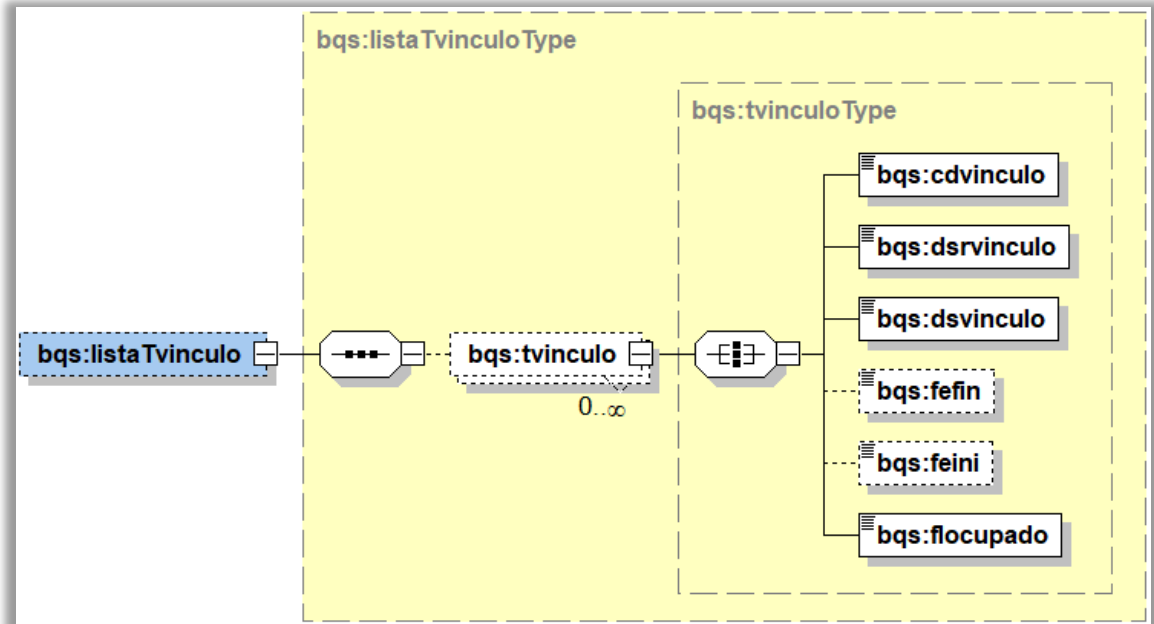 bqs:listaTvinculoType
bqs:tvinculoType
bqs:cdvinculo
bqs:dsrvinculo
bqs:dsvinculo
bqs:listaTvinculo
bqs:tvinculo
0..∞
bqs:fefin
bqs:feini
bqs:flocupado